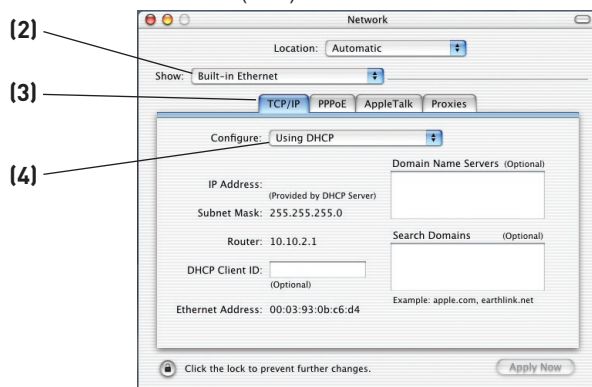 Network
(2)
Location: Automatic
Show: Built-in Ethernet
(3)
TCP/IP PPPoE AppleTalk Proxies
Configure: Using DHCP
(4)
Domain Name Servers (Optional)
IP Address:
(Provided by DHCP Server)
Subnet Mask: 255.255.255.0
Router: 10.10.2.1
Search Domains (Optional)
DHCP Client ID:
(Optional)
Example: apple.com, earthlink.net
Ethernet Address: 00:03:93:0b:c6:d4
Click the lock to prevent further changes.
Apply Now